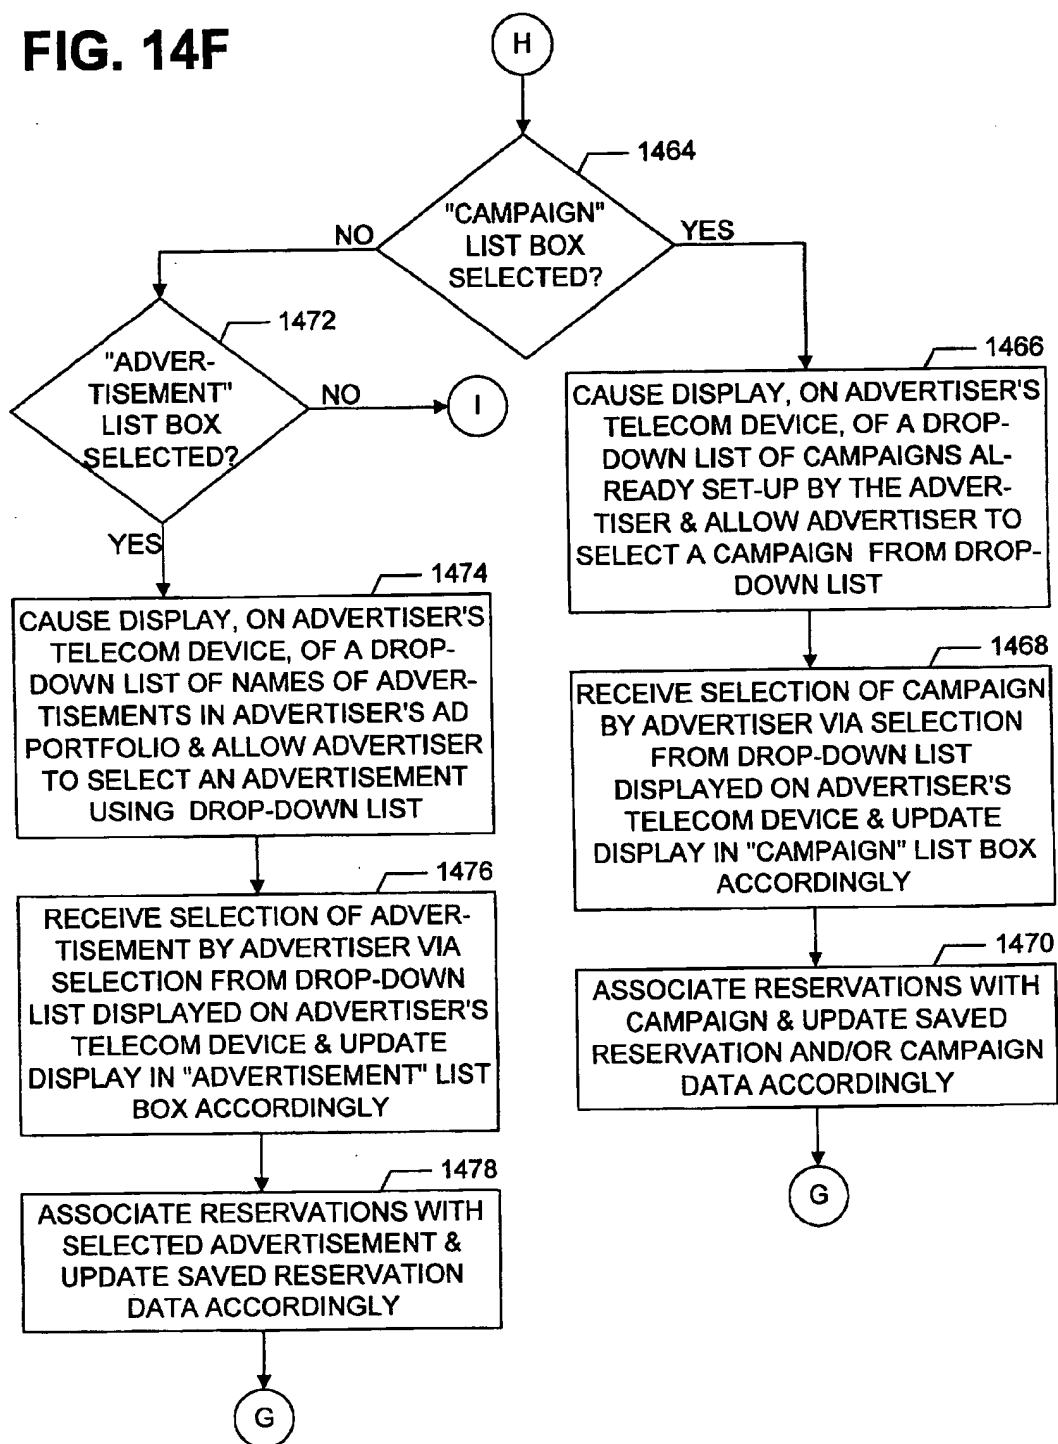 FIG. 14F
H
1464
"CAMPAIGN"
LIST BOX
SELECTED?
NO
YES
1472
"ADVER-
TISEMENT"
LIST BOX
SELECTED?
NO
I
YES
1466
CAUSE DISPLAY, ON ADVERTISER'S
TELECOM DEVICE, OF A DROP-
DOWN LIST OF CAMPAIGNS AL-
READY SET-UP BY THE ADVER-
TISER & ALLOW ADVERTISER TO
SELECT A CAMPAIGN FROM DROP-
DOWN LIST
1474
CAUSE DISPLAY, ON ADVERTISER'S
TELECOM DEVICE, OF A DROP-
DOWN LIST OF NAMES OF ADVER-
TISEMENTS IN ADVERTISER'S AD
PORTFOLIO & ALLOW ADVERTISER
TO SELECT AN ADVERTISEMENT
USING DROP-DOWN LIST
1468
RECEIVE SELECTION OF CAMPAIGN
BY ADVERTISER VIA SELECTION
FROM DROP-DOWN LIST
DISPLAYED ON ADVERTISER'S
TELECOM DEVICE & UPDATE
DISPLAY IN "CAMPAIGN" LIST BOX
ACCORDINGLY
1476
RECEIVE SELECTION OF ADVER-
TISEMENT BY ADVERTISER VIA
SELECTION FROM DROP-DOWN
LIST DISPLAYED ON ADVERTISER'S
TELECOM DEVICE & UPDATE
DISPLAY IN "ADVERTISEMENT" LIST
BOX ACCORDINGLY
1470
ASSOCIATE RESERVATIONS WITH
CAMPAIGN & UPDATE SAVED
RESERVATION AND/OR CAMPAIGN
DATA ACCORDINGLY
G
1478
ASSOCIATE RESERVATIONS WITH
SELECTED ADVERTISEMENT &
UPDATE SAVED RESERVATION
DATA ACCORDINGLY
G